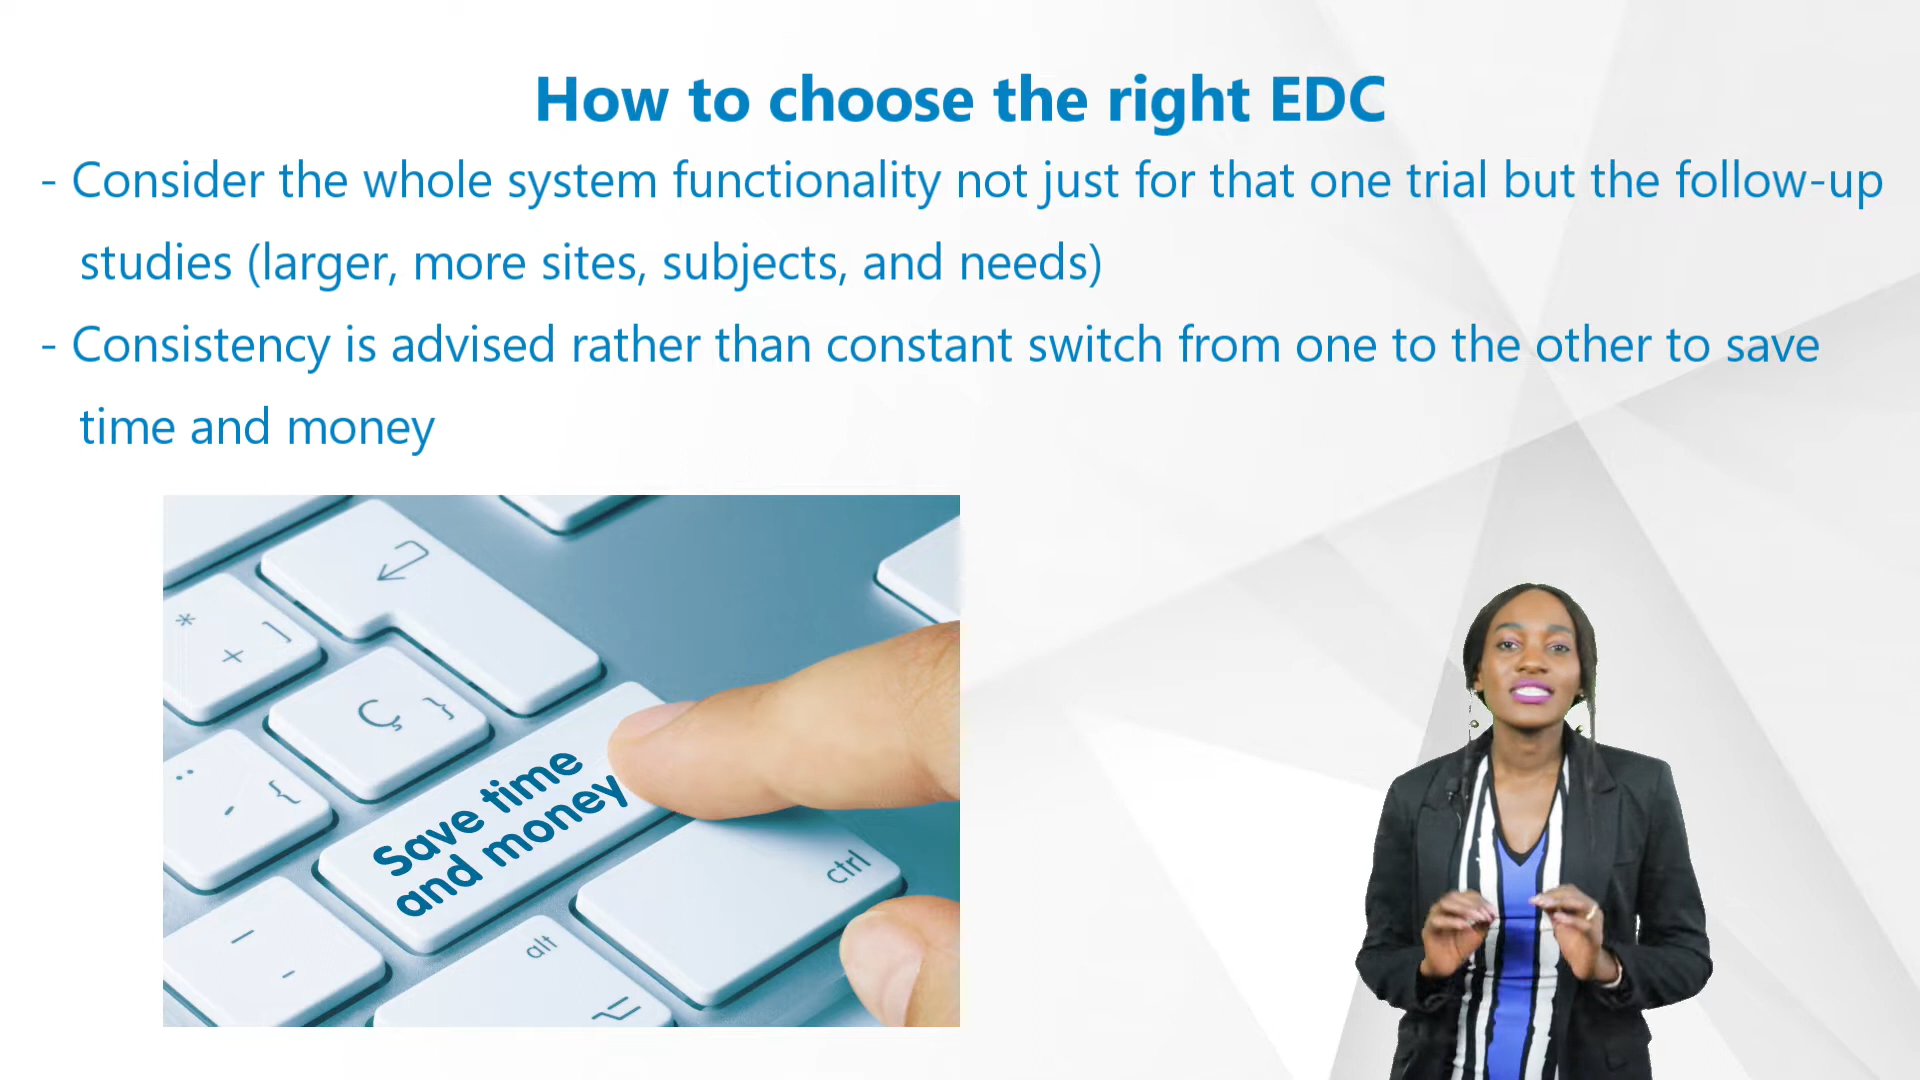 How to choose the right EDC
- Consider the whole system functionality not just for that one trial but the follow-up
studies (larger, more sites, subjects, and needs)
- Consistency is advised rather than constant switch from one to the other to save
time and money
* + ]
Ç }
¨ ´ {
Save time
and money
ctrl
– -
alt
⌥